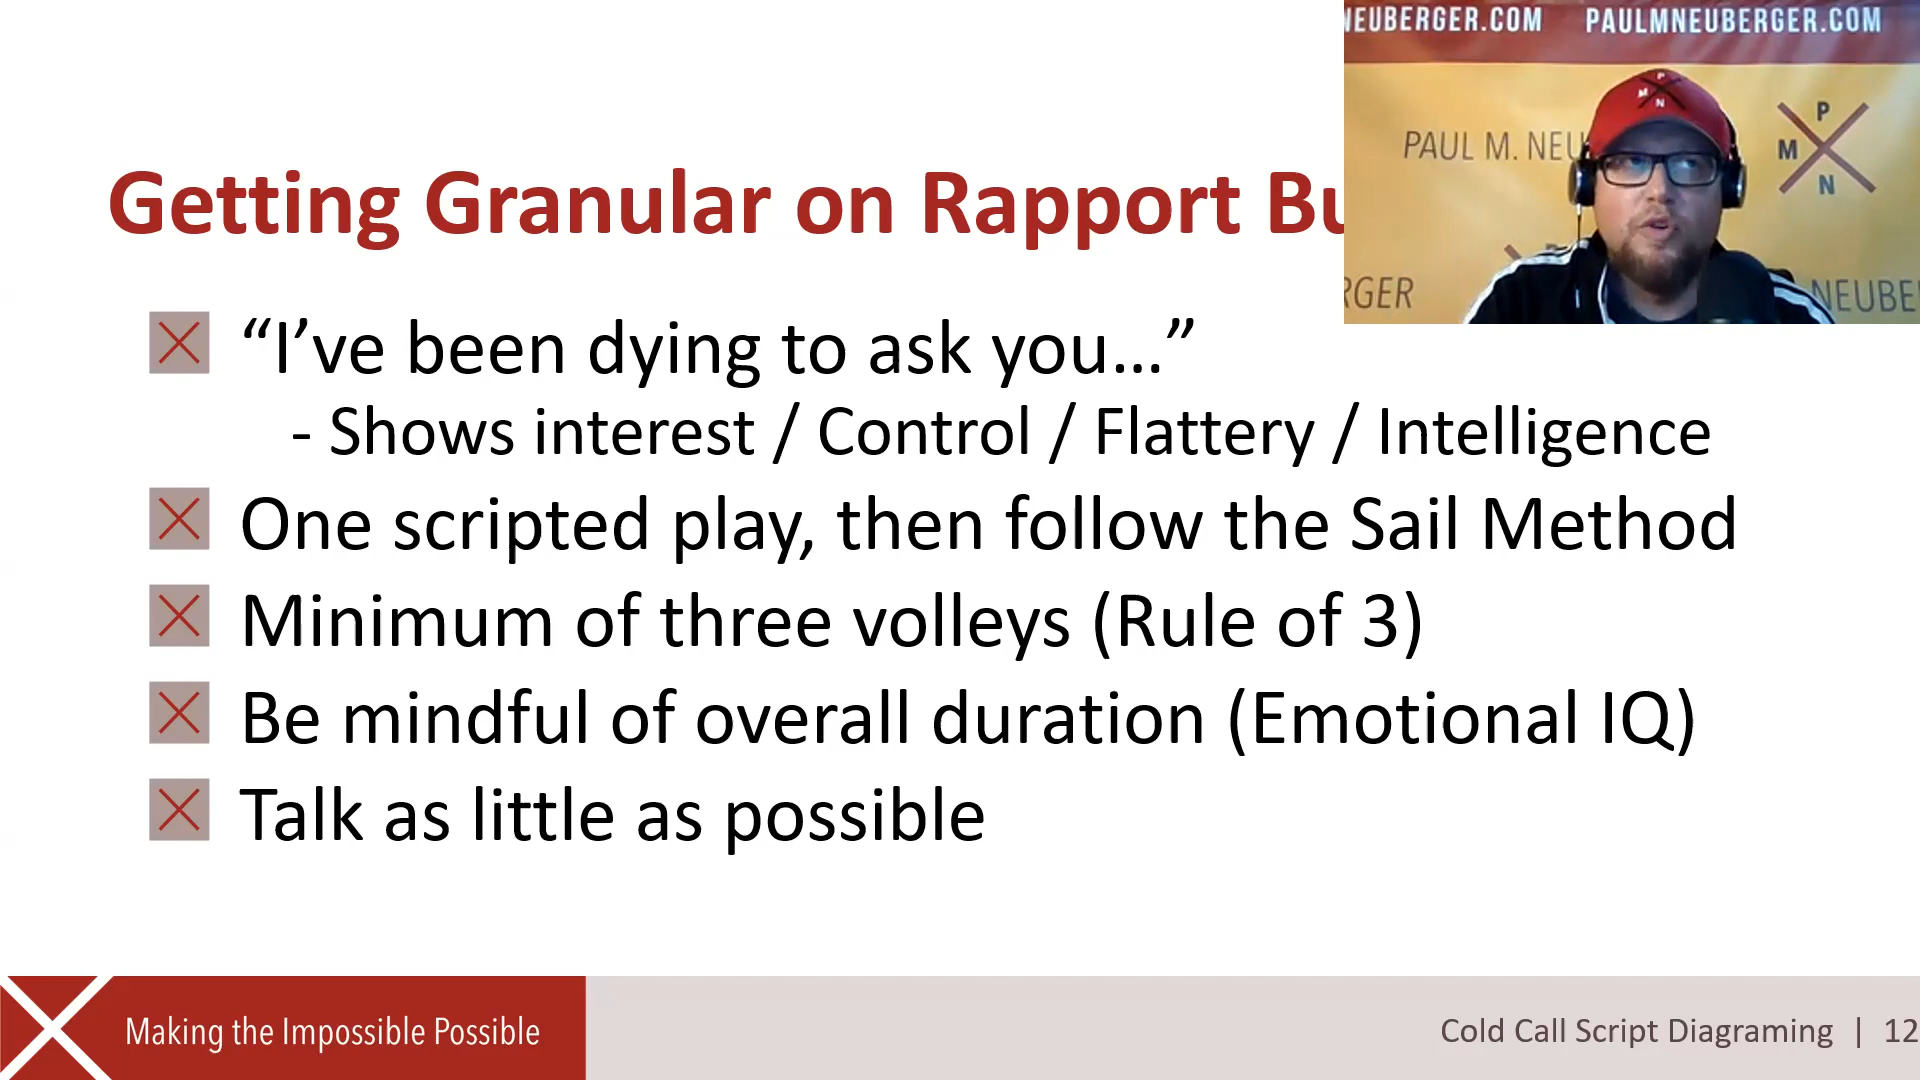 NEUBERGER.COM PAULMNEUBERGER.COM
PAUL M. NEU
P
M
N
P
M
N
RGER
NEUBE
Getting Granular on Rapport Bu
“I’ve been dying to ask you...”
- Shows interest / Control / Flattery / Intelligence
One scripted play, then follow the Sail Method
Minimum of three volleys (Rule of 3)
Be mindful of overall duration (Emotional IQ)
Talk as little as possible
Making the Impossible Possible
Cold Call Script Diagraming | 12